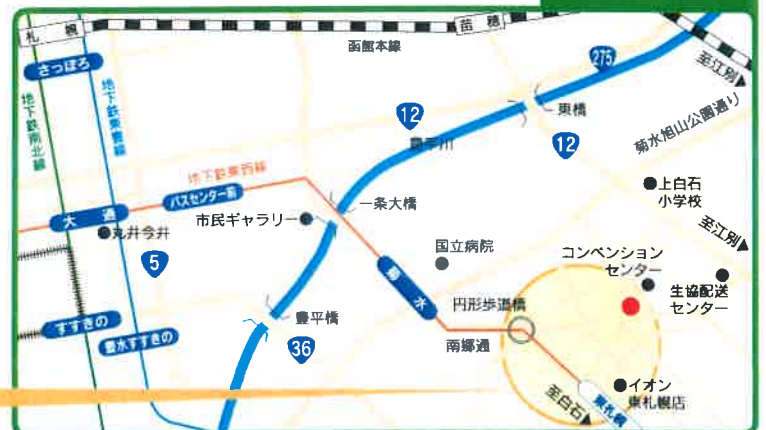 札幌
苗穂
函館本線
275
至江別
さっぽろ
地下鉄南北線
地下鉄東豊線
12
東橋
12
菊水旭山公園通り
豊平川
地下鉄東西線
バスセンター前
上白石
小学校
一条大橋
大通
市民ギャラリー
丸井今井
至江別
国立病院
コンベンション
センター
5
菊水
生協配送
センター
円形歩道橋
すすきの
豊水すすきの
豊平橋
36
南郷通
イオン
東札幌店
至白石
東札幌